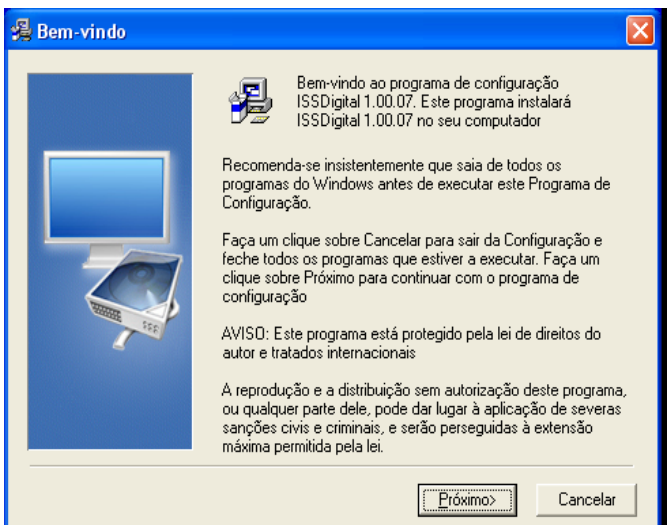 Bem-vindo
Bem-vindo ao programa de configuração
ISSDigital 1.00.07. Este programa instalará
ISSDigital 1.00.07 no seu computador
Recomenda-se insistentemente que saia de todos os
programas do Windows antes de executar este Programa de
Configuração.
Faça um clique sobre Cancelar para sair da Configuração e
feche todos os programas que estiver a executar. Faça um
clique sobre Próximo para continuar com o programa de
configuração
AVISO: Este programa está protegido pela lei de direitos do
autor e tratados internacionais
A reprodução e a distribuição sem autorização deste programa,
ou qualquer parte dele, pode dar lugar à aplicação de severas
sanções civis e criminais, e serão perseguidas à extensão
máxima permitida pela lei.
Próximo> Cancelar